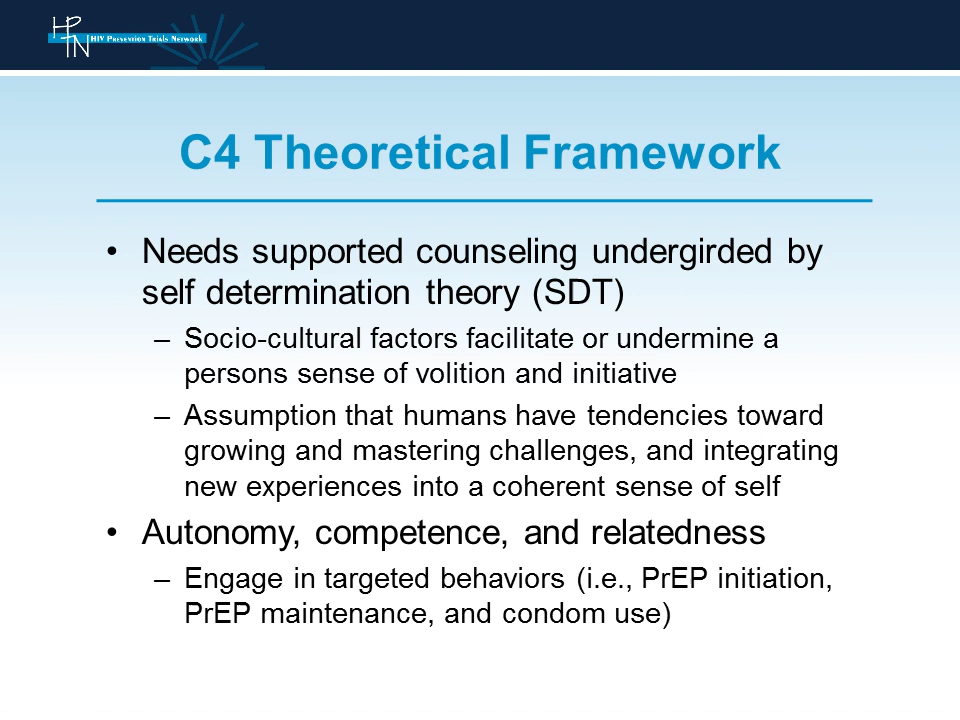 HPTN
HIV Prevention Trials Network
C4 Theoretical Framework
• Needs supported counseling undergirded by
self determination theory (SDT)
– Socio-cultural factors facilitate or undermine a
persons sense of volition and initiative
– Assumption that humans have tendencies toward
growing and mastering challenges, and integrating
new experiences into a coherent sense of self
• Autonomy, competence, and relatedness
– Engage in targeted behaviors (i.e., PrEP initiation,
PrEP maintenance, and condom use)